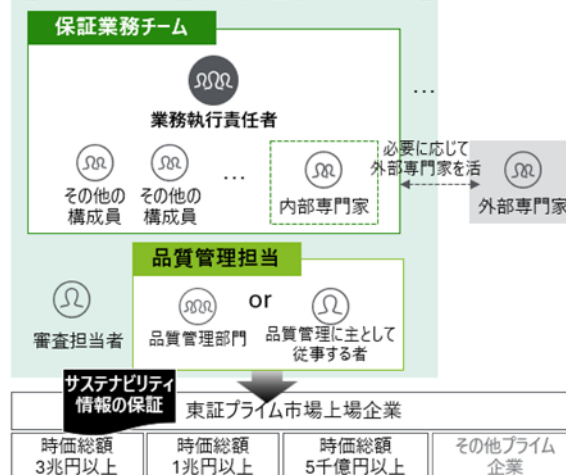 保証業務チーム
…
業務執行責任者
必要に応じて
外部専門家を活
その他の
構成員
その他の
構成員
…
内部専門家
外部専門家
品質管理担当
or
審査担当者
品質管理部門
品質管理に主として
従事する者
サステナビリティ
情報の保証
東証プライム市場上場企業
時価総額
3兆円以上
時価総額
1兆円以上
時価総額
5千億円以上
その他プライム
企業